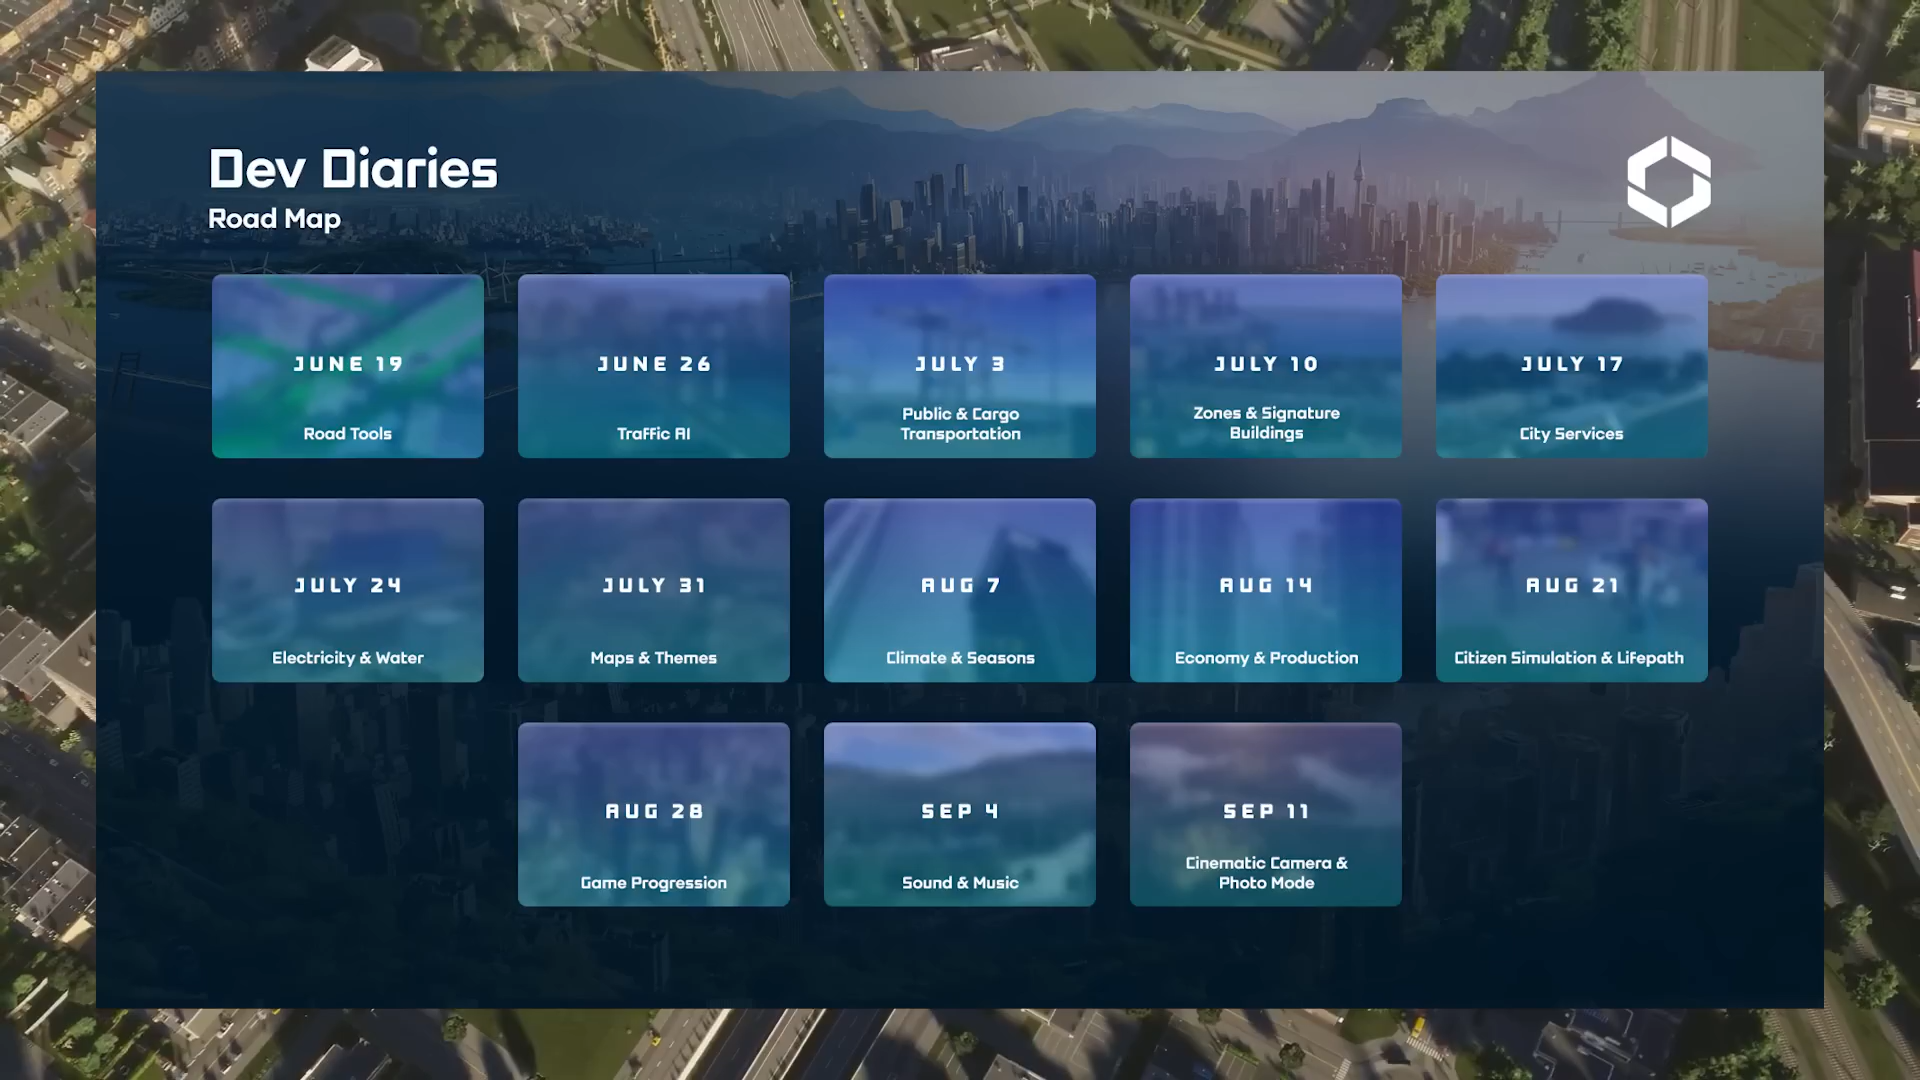 Dev Diaries
Road Map
JUNE 19
Road Tools
JUNE 26
Traffic AI
JULY 3
Public & Cargo
Transportation
JULY 10
Zones & Signature
Buildings
JULY 17
City Services
JULY 24
Electricity & Water
JULY 31
Maps & Themes
AUG 7
Climate & Seasons
AUG 14
Economy & Production
AUG 21
Citizen Simulation & Lifepath
AUG 28
Game Progression
SEP 4
Sound & Music
SEP 11
Cinematic Camera &
Photo Mode